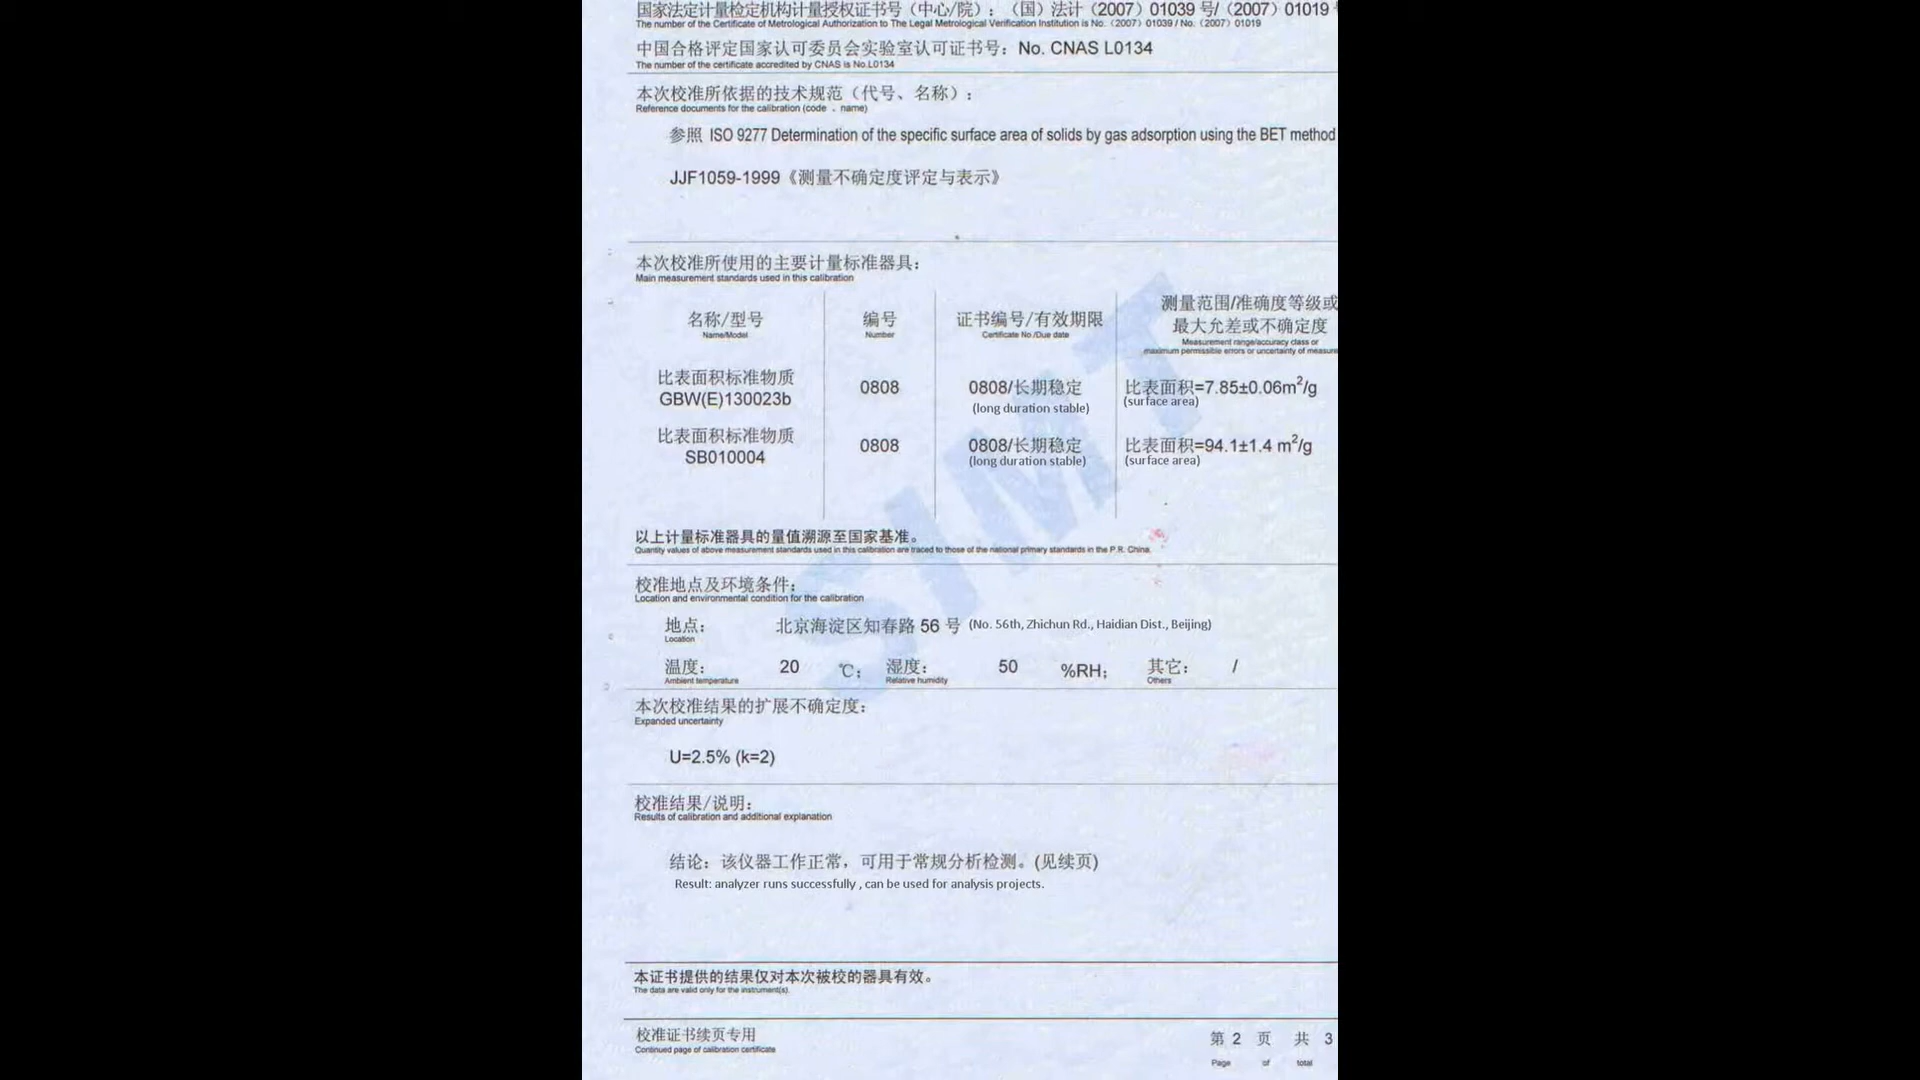 国家法定计量检定机构计量授权证书号（中心/院）：（国）法计（2007）01039 号/（2007）01019
The number of the Certificate of Metrological Authorization to The Legal Metrological Verification Institution is No.（2007）01039 / No.（2007）01019
中国合格评定国家认可委员会实验室认可证书号：No. CNAS L0134
The number of the certificate accredited by CNAS is No.L0134
本次校准所依据的技术规范（代号、名称）：
Reference documents for the calibration (code 、name)
参照 ISO 9277 Determination of the specific surface area of solids by gas adsorption using the BET method
JJF1059-1999《测量不确定度评定与表示》
本次校准所使用的主要计量标准器具：
Main measurement standards used in this calibration
名称/型号 编号 证书编号/有效期限 测量范围/准确度等级或
最大允差或不确定度
Name/Model Number Certificate No./Due date Measurement range/accuracy class or
maximum permissible errors or uncertainty of measure
比表面积标准物质
GBW(E)130023b 0808 0808/长期稳定 比表面积=7.85±0.06m²/g
(long duration stable) (surface area)
比表面积标准物质
SB010004 0808 0808/长期稳定 比表面积=94.1±1.4 m²/g
(long duration stable) (surface area)
SIMT
以上计量标准器具的量值溯源至国家基准。
Quantity values of above measurement standards used in this calibration are traced to those of the national primary standards in the P.R. China.
校准地点及环境条件：
Location and environmental condition for the calibration
地点： 北京海淀区知春路 56 号 (No. 56th, Zhichun Rd., Haidian Dist., Beijing)
Location
温度： 20 ℃； 湿度： 50 %RH； 其它： /
Ambient temperature Relative humidity Others
本次校准结果的扩展不确定度：
Expanded uncertainty
U=2.5% (k=2)
校准结果/说明：
Results of calibration and additional explanation
结论：该仪器工作正常，可用于常规分析检测。(见续页)
Result: analyzer runs successfully , can be used for analysis projects.
本证书提供的结果仅对本次被校的器具有效。
The data are valid only for the instrument(s).
校准证书续页专用 第 2 页 共 3
Continued page of calibration certificate Page of total